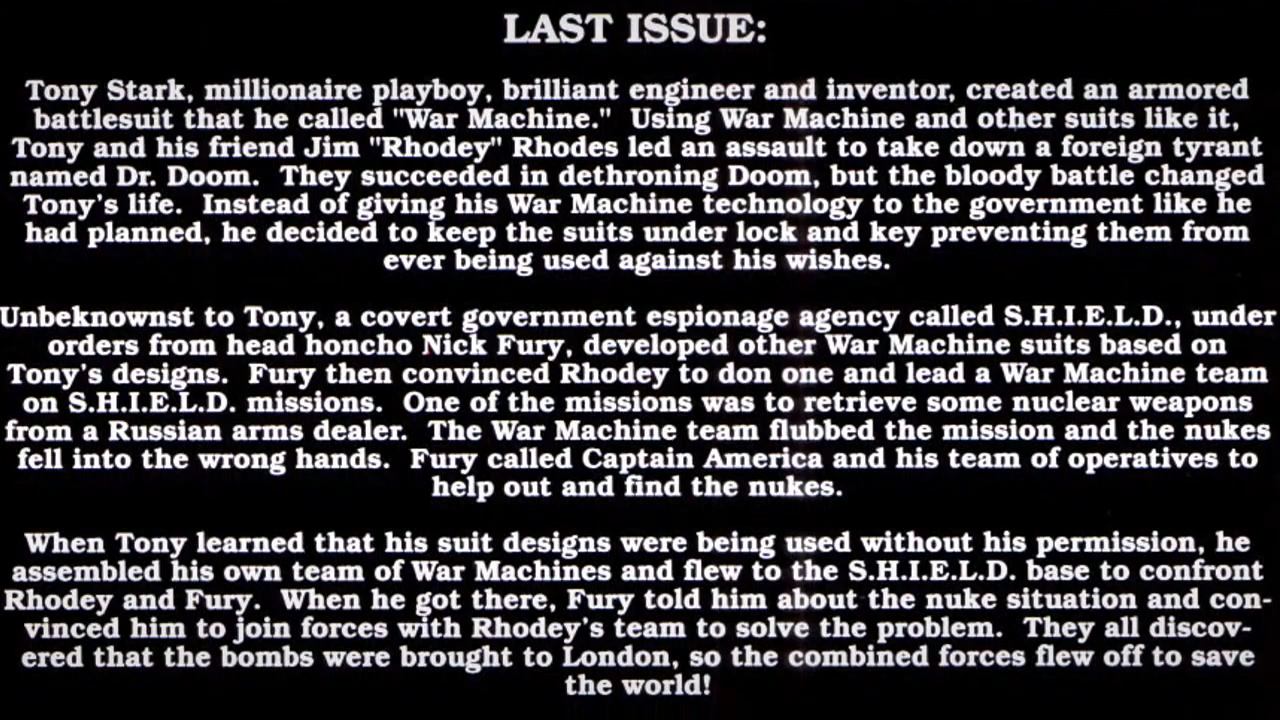 LAST ISSUE:
Tony Stark, millionaire playboy, brilliant engineer and inventor, created an armored
battlesuit that he called "War Machine." Using War Machine and other suits like it,
Tony and his friend Jim "Rhodey" Rhodes led an assault to take down a foreign tyrant
named Dr. Doom. They succeeded in dethroning Doom, but the bloody battle changed
Tony's life. Instead of giving his War Machine technology to the government like he
had planned, he decided to keep the suits under lock and key preventing them from
ever being used against his wishes.
Unbeknownst to Tony, a covert government espionage agency called S.H.I.E.L.D., under
orders from head honcho Nick Fury, developed other War Machine suits based on
Tony's designs. Fury then convinced Rhodey to don one and lead a War Machine team
on S.H.I.E.L.D. missions. One of the missions was to retrieve some nuclear weapons
from a Russian arms dealer. The War Machine team flubbed the mission and the nukes
fell into the wrong hands. Fury called Captain America and his team of operatives to
help out and find the nukes.
When Tony learned that his suit designs were being used without his permission, he
assembled his own team of War Machines and flew to the S.H.I.E.L.D. base to confront
Rhodey and Fury. When he got there, Fury told him about the nuke situation and con-
vinced him to join forces with Rhodey's team to solve the problem. They all discov-
ered that the bombs were brought to London, so the combined forces flew off to save
the world!